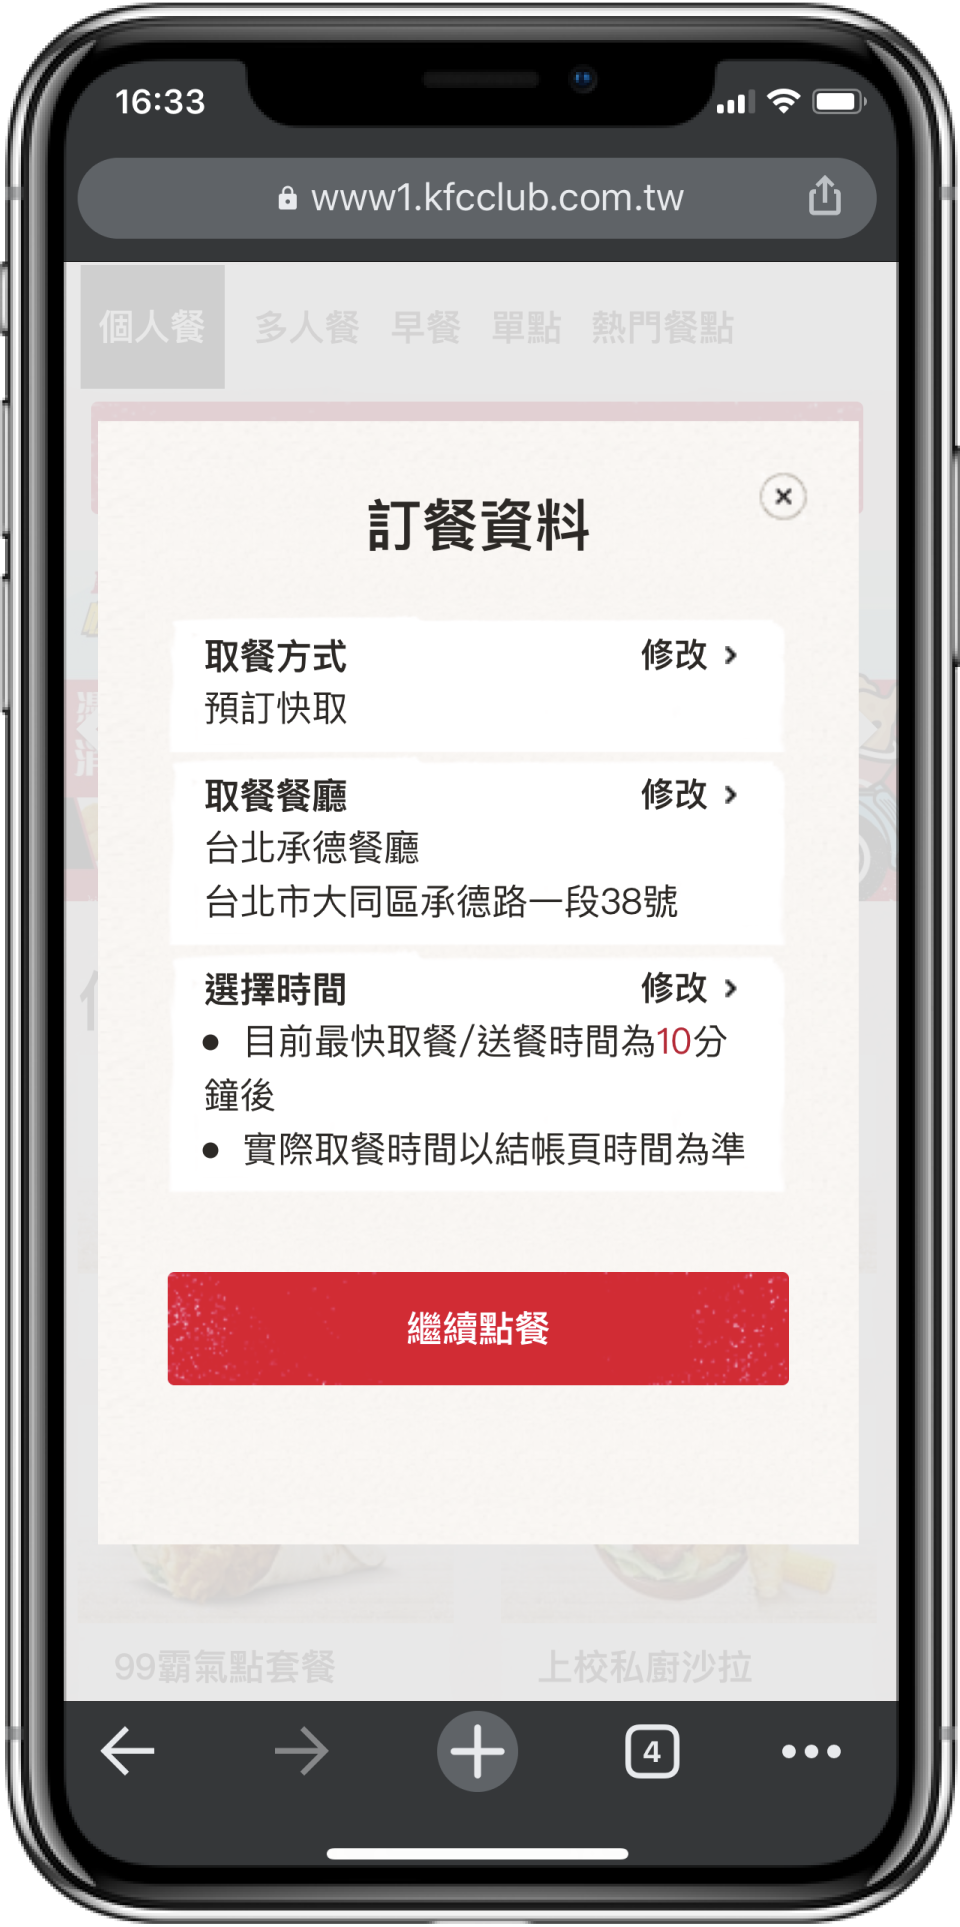 16:33
www1.kfcclub.com.tw
個人餐 多人餐 早餐 單點 熱門餐點
訂餐資料
取餐方式 修改 >
預訂快取
取餐餐廳 修改 >
台北承德餐廳
台北市大同區承德路一段38號
選擇時間 修改 >
● 目前最快取餐/送餐時間為10分
鐘後
● 實際取餐時間以結帳頁時間為準
繼續點餐
99霸氣點套餐 上校私廚沙拉
4